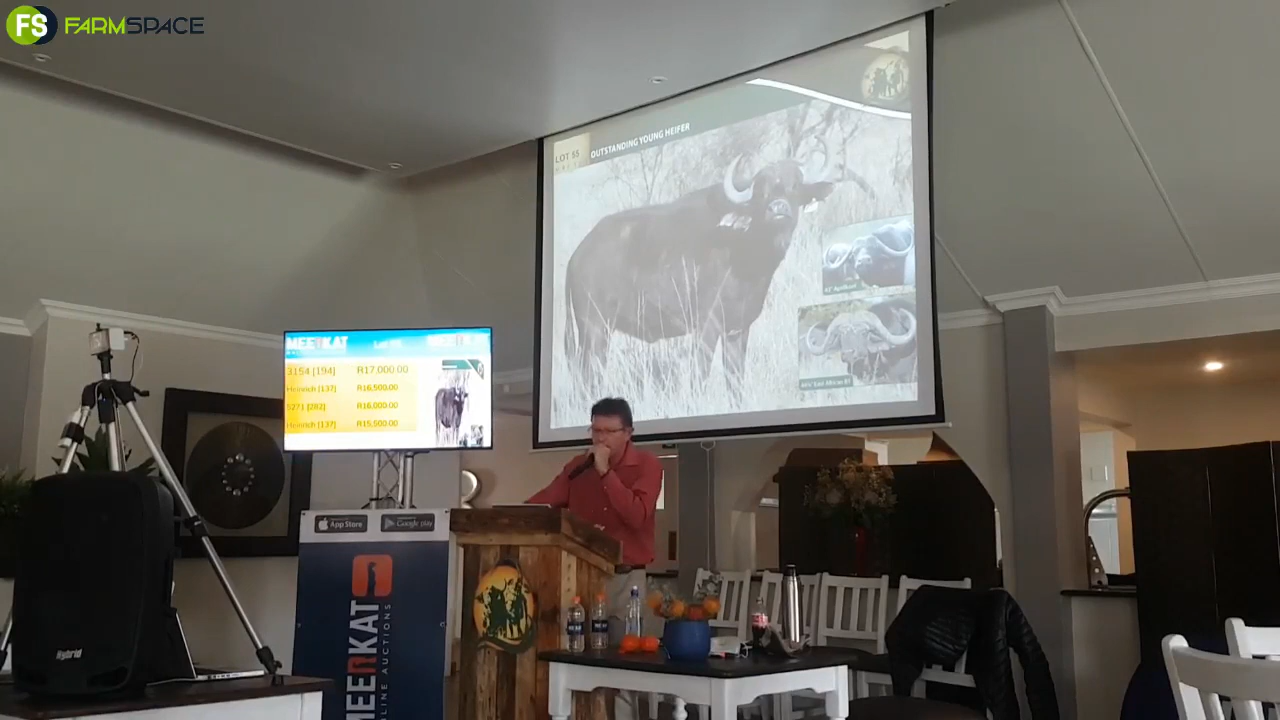 FS FARMSPACE
LOT 55
OUTSTANDING YOUNG HEIFER
MEERKAT
3154 [194] R17,000.00
Heinrich [137] R16,500.00
5271 [282] R16,000.00
Heinrich [137] R15,500.00
App Store
Google play
MEERKAT
ONLINE AUCTIONS
Hybrid